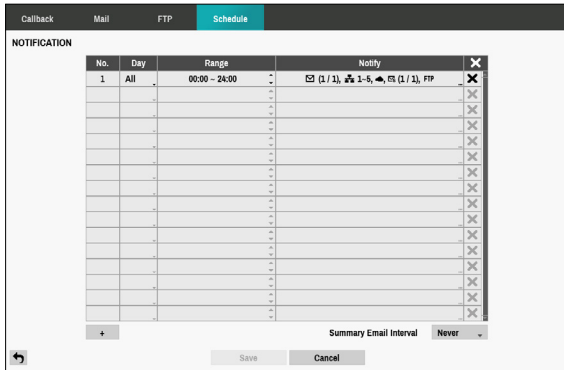 Callback Mail FTP Schedule
NOTIFICATION
No. Day Range Notify
1 All 00:00 ~ 24:00 (1 / 1), 1~5, , (1 / 1), FTP
+ Summary Email Interval Never
Save Cancel